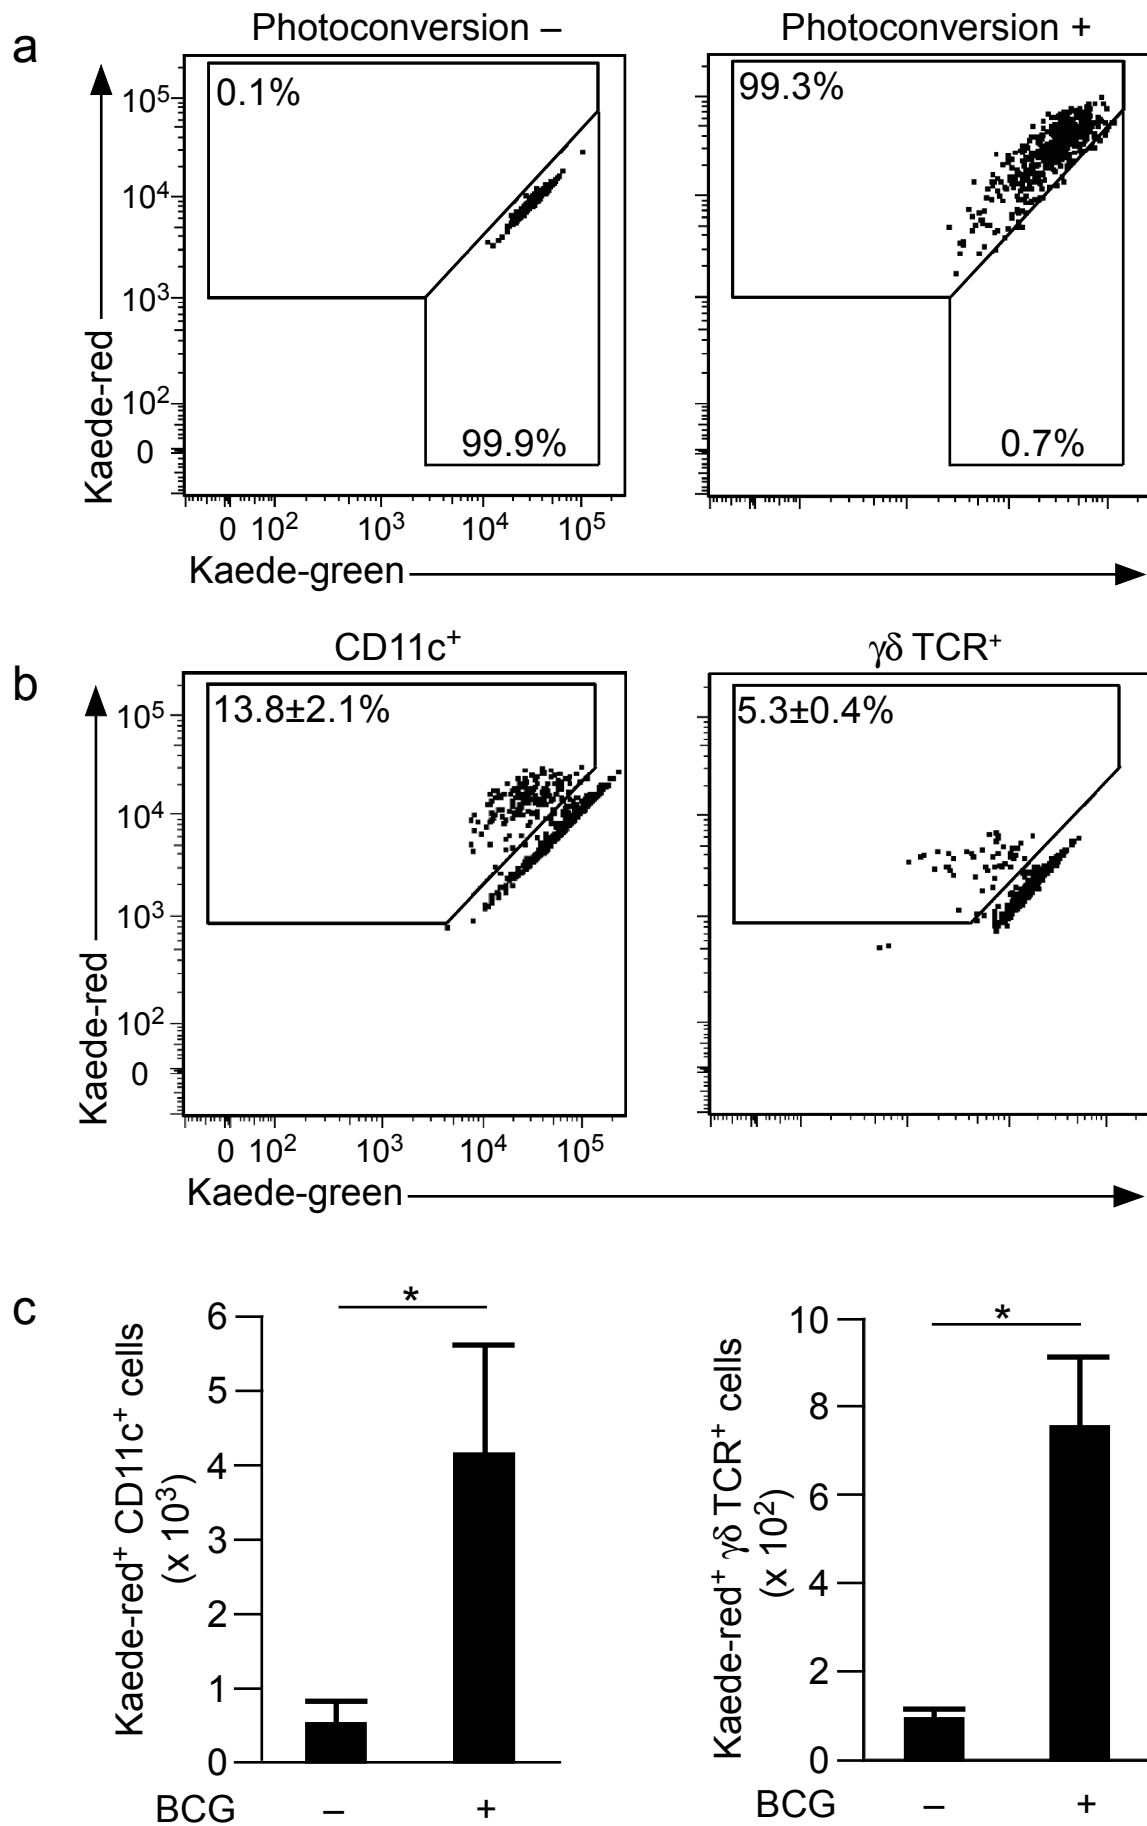 a
Photoconversion –
Photoconversion +
Kaede-red
10⁵
10⁴
10³
10²
0
0.1%
99.9%
99.3%
0.7%
0 10² 10³ 10⁴ 10⁵
Kaede-green
b
CD11c⁺
γδ TCR⁺
Kaede-red
10⁵
10⁴
10³
10²
0
13.8±2.1%
5.3±0.4%
0 10² 10³ 10⁴ 10⁵
Kaede-green
c
Kaede-red⁺ CD11c⁺ cells
(x 10³)
6
5
4
3
2
1
0
*
BCG – +
Kaede-red⁺ γδ TCR⁺ cells
(x 10²)
10
8
6
4
2
0
*
BCG – +